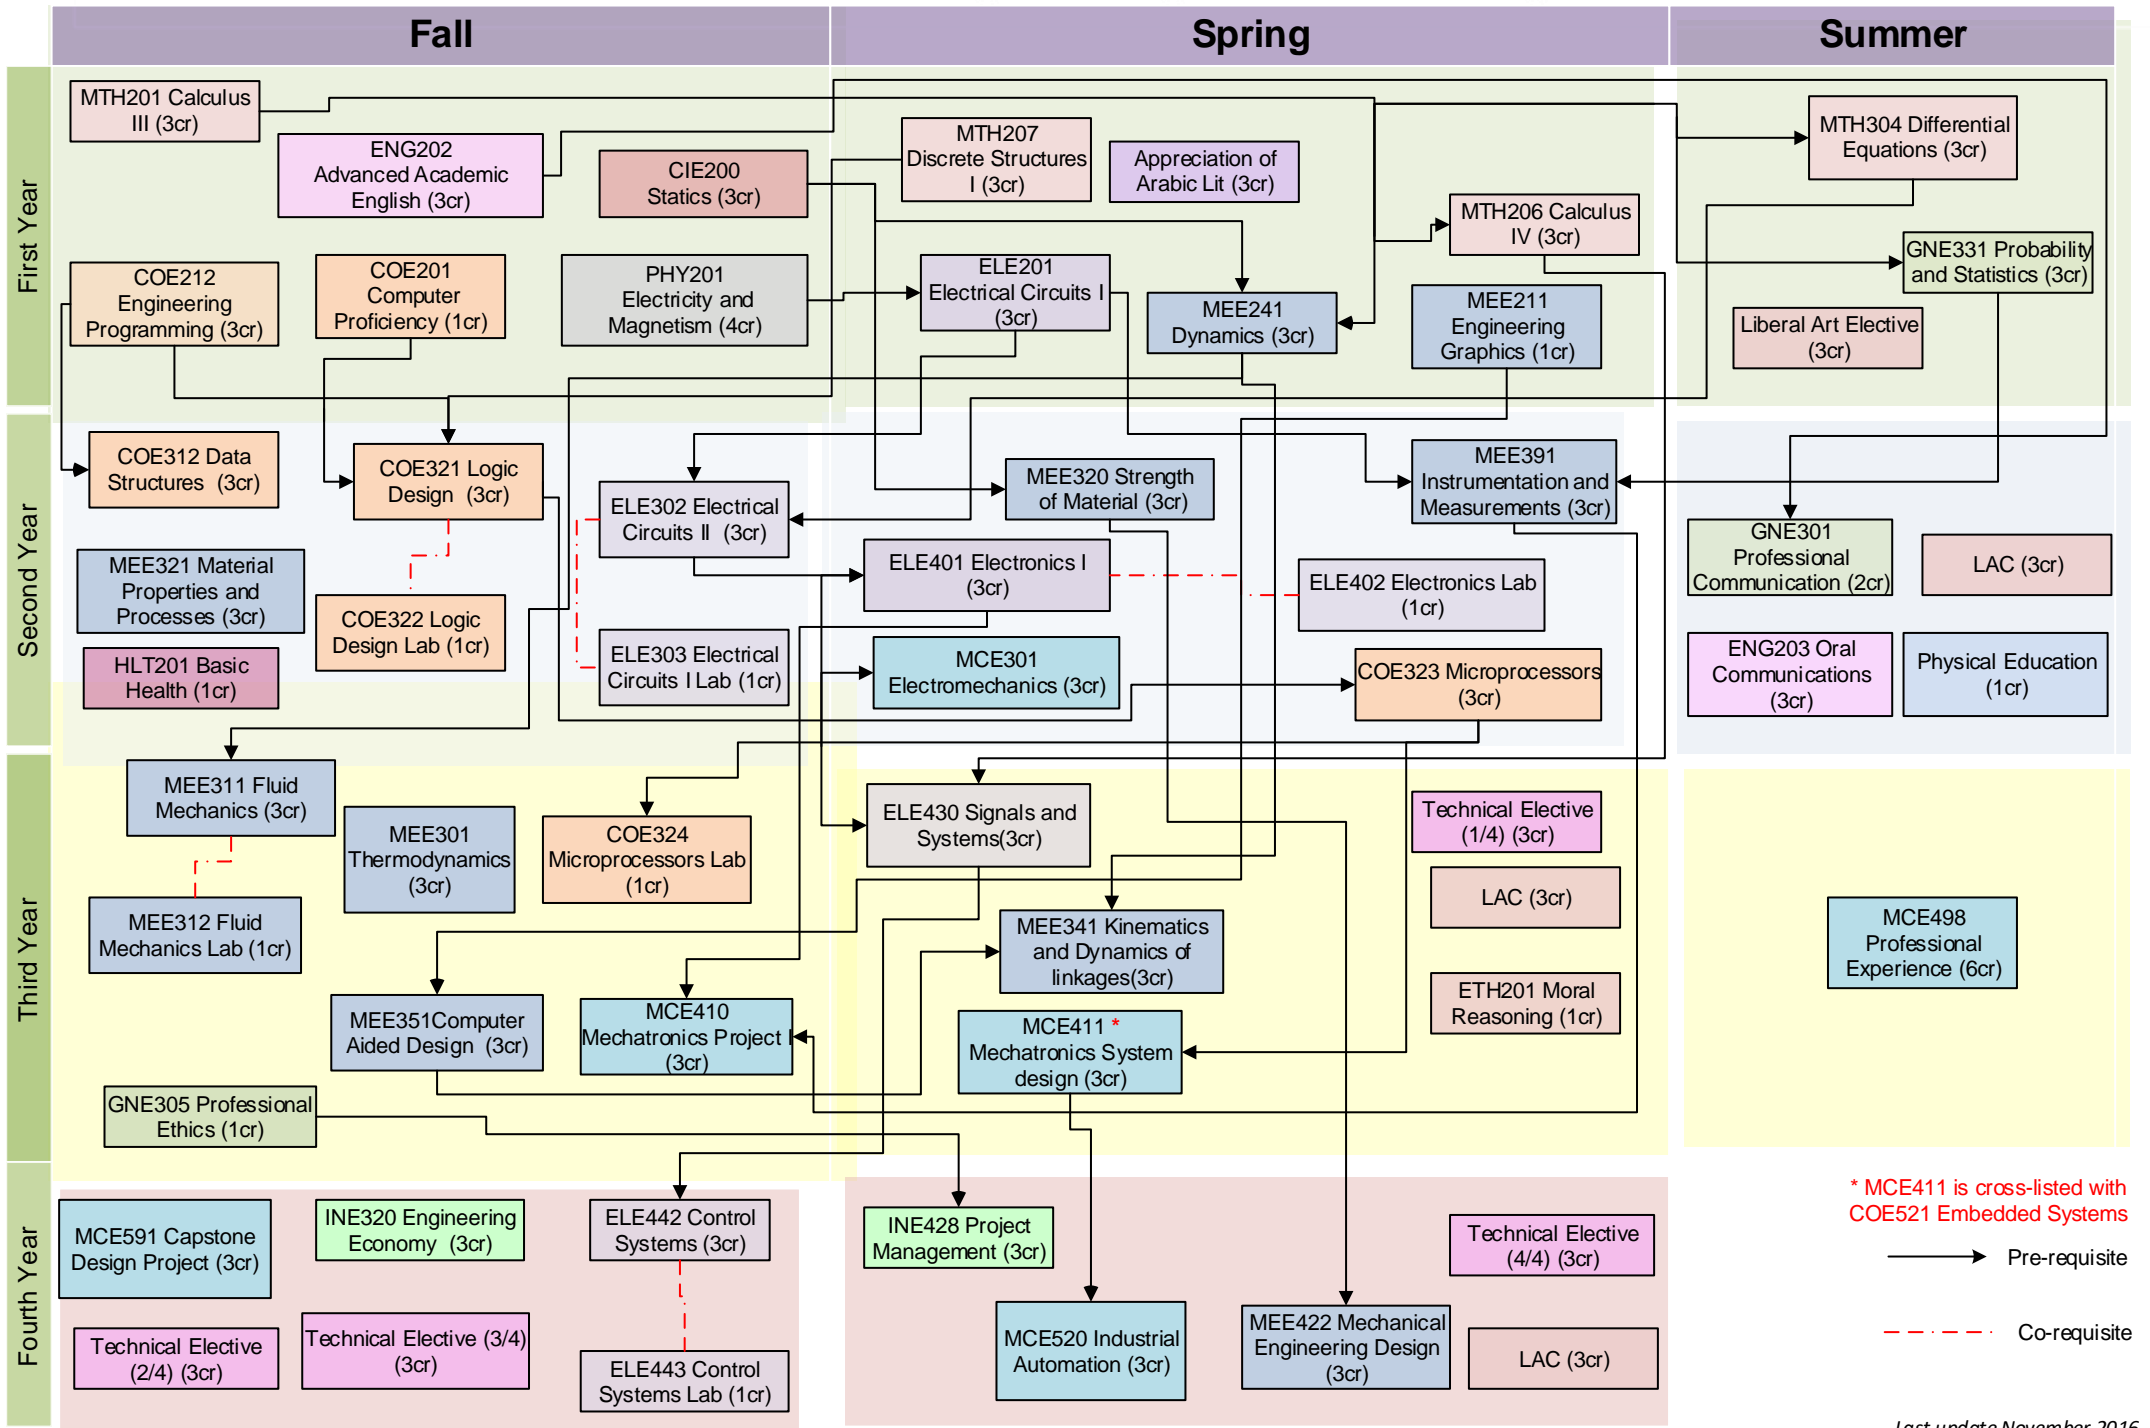 Fall
Spring
Summer
First Year
MTH201 Calculus
III (3cr)
ENG202
Advanced Academic
English (3cr)
CIE200
Statics (3cr)
MTH207
Discrete Structures
I (3cr)
Appreciation of
Arabic Lit (3cr)
MTH206 Calculus
IV (3cr)
MTH304 Differential
Equations (3cr)
COE212
Engineering
Programming (3cr)
COE201
Computer
Proficiency (1cr)
PHY201
Electricity and
Magnetism (4cr)
ELE201
Electrical Circuits I
(3cr)
MEE241
Dynamics (3cr)
MEE211
Engineering
Graphics (1cr)
GNE331 Probability
and Statistics (3cr)
Liberal Art Elective
(3cr)
Second Year
COE312 Data
Structures (3cr)
COE321 Logic
Design (3cr)
ELE302 Electrical
Circuits II (3cr)
MEE320 Strength
of Material (3cr)
MEE391
Instrumentation and
Measurements (3cr)
GNE301
Professional
Communication (2cr)
LAC (3cr)
MEE321 Material
Properties and
Processes (3cr)
COE322 Logic
Design Lab (1cr)
ELE401 Electronics I
(3cr)
ELE402 Electronics Lab
(1cr)
HLT201 Basic
Health (1cr)
ELE303 Electrical
Circuits I Lab (1cr)
MCE301
Electromechanics (3cr)
COE323 Microprocessors
(3cr)
ENG203 Oral
Communications
(3cr)
Physical Education
(1cr)
Third Year
MEE311 Fluid
Mechanics (3cr)
MEE301
Thermodynamics
(3cr)
COE324
Microprocessors Lab
(1cr)
ELE430 Signals and
Systems(3cr)
Technical Elective
(1/4) (3cr)
LAC (3cr)
MEE312 Fluid
Mechanics Lab (1cr)
MEE341 Kinematics
and Dynamics of
linkages(3cr)
MCE498
Professional
Experience (6cr)
MEE351Computer
Aided Design (3cr)
MCE410
Mechatronics Project I
(3cr)
MCE411 *
Mechatronics System
design (3cr)
ETH201 Moral
Reasoning (1cr)
GNE305 Professional
Ethics (1cr)
Fourth Year
MCE591 Capstone
Design Project (3cr)
INE320 Engineering
Economy (3cr)
ELE442 Control
Systems (3cr)
INE428 Project
Management (3cr)
Technical Elective
(4/4) (3cr)
Technical Elective
(2/4) (3cr)
Technical Elective (3/4)
(3cr)
ELE443 Control
Systems Lab (1cr)
MCE520 Industrial
Automation (3cr)
MEE422 Mechanical
Engineering Design
(3cr)
LAC (3cr)
* MCE411 is cross-listed with
COE521 Embedded Systems
Pre-requisite
Co-requisite
Last update November 2016